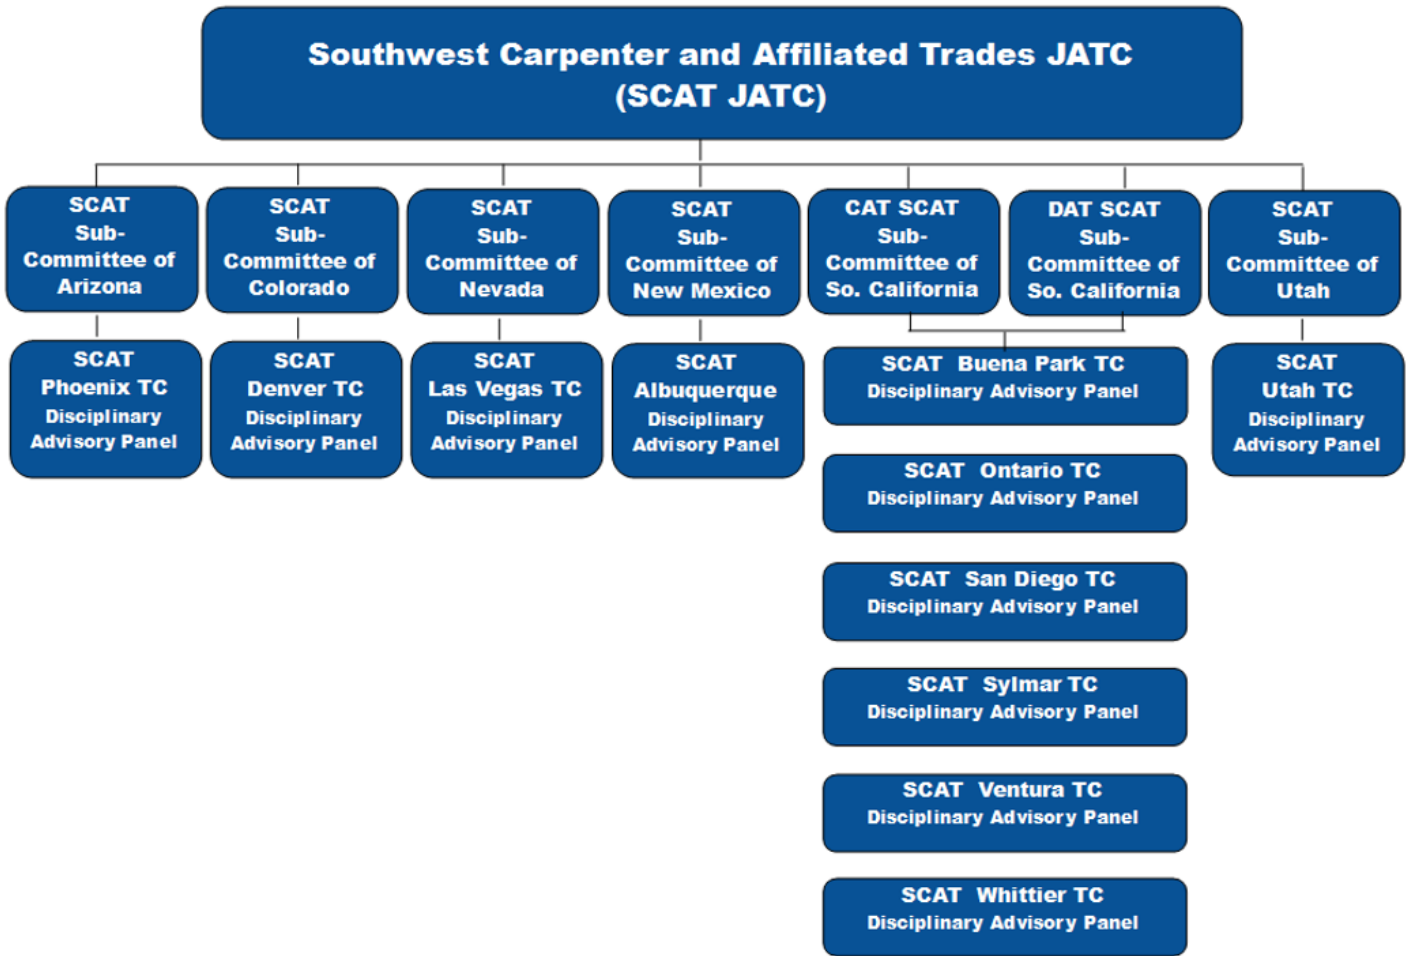 Southwest Carpenter and Affiliated Trades JATC
(SCAT JATC)
SCAT
Sub-
Committee of
Arizona
SCAT
Sub-
Committee of
Colorado
SCAT
Sub-
Committee of
Nevada
SCAT
Sub-
Committee of
New Mexico
CAT SCAT
Sub-
Committee of
So. California
DAT SCAT
Sub-
Committee of
So. California
SCAT
Sub-
Committee of
Utah
SCAT
Phoenix TC
Disciplinary
Advisory Panel
SCAT
Denver TC
Disciplinary
Advisory Panel
SCAT
Las Vegas TC
Disciplinary
Advisory Panel
SCAT
Albuquerque
Disciplinary
Advisory Panel
SCAT Buena Park TC
Disciplinary Advisory Panel
SCAT
Utah TC
Disciplinary
Advisory Panel
SCAT Ontario TC
Disciplinary Advisory Panel
SCAT San Diego TC
Disciplinary Advisory Panel
SCAT Sylmar TC
Disciplinary Advisory Panel
SCAT Ventura TC
Disciplinary Advisory Panel
SCAT Whittier TC
Disciplinary Advisory Panel